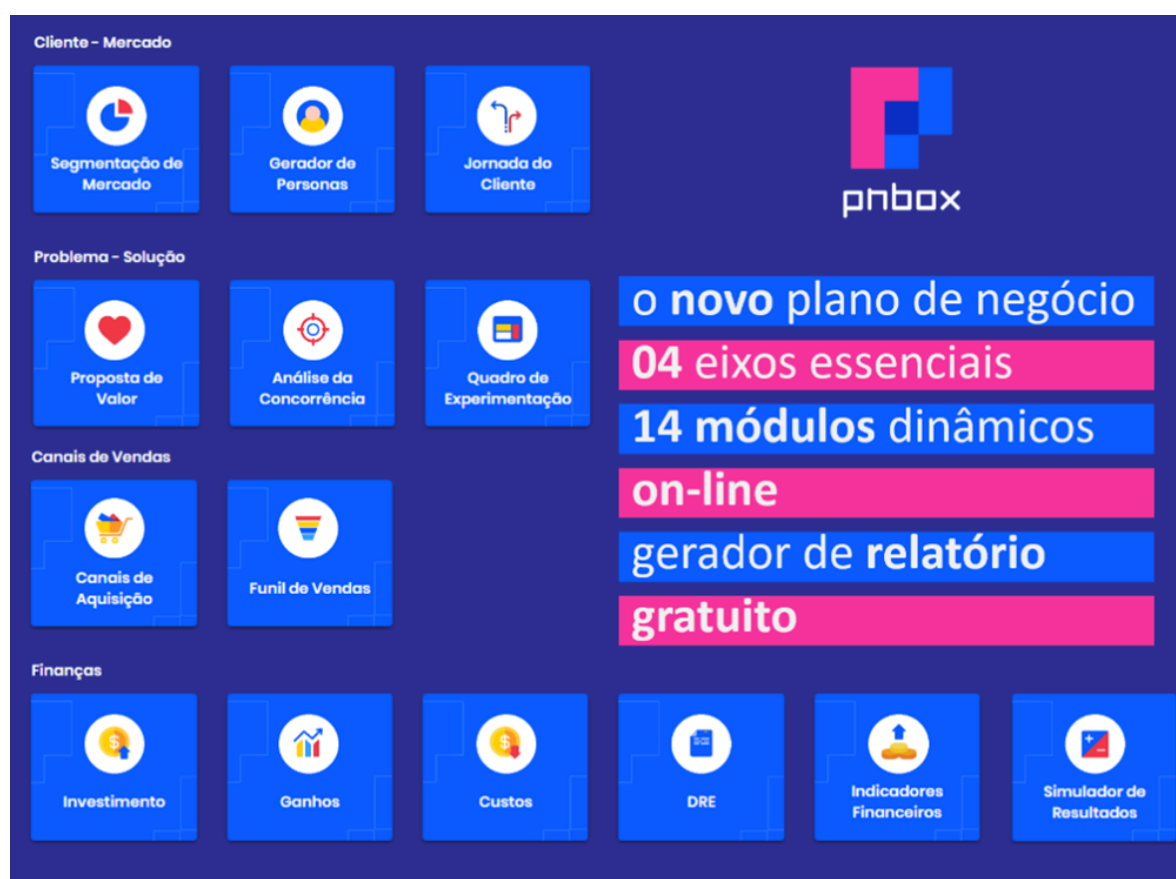 Cliente - Mercado
Segmentação de
Mercado
Gerador de
Personas
Jornada do
Cliente
pnbox
Problema - Solução
Proposta de
Valor
Análise da
Concorrência
Quadro de
Experimentação
o novo plano de negócio
04 eixos essenciais
14 módulos dinâmicos
on-line
gerador de relatório
gratuito
Canais de Vendas
Canais de
Aquisição
Funil de Vendas
Finanças
Investimento
Ganhos
Custos
DRE
Indicadores
Financeiros
Simulador de
Resultados